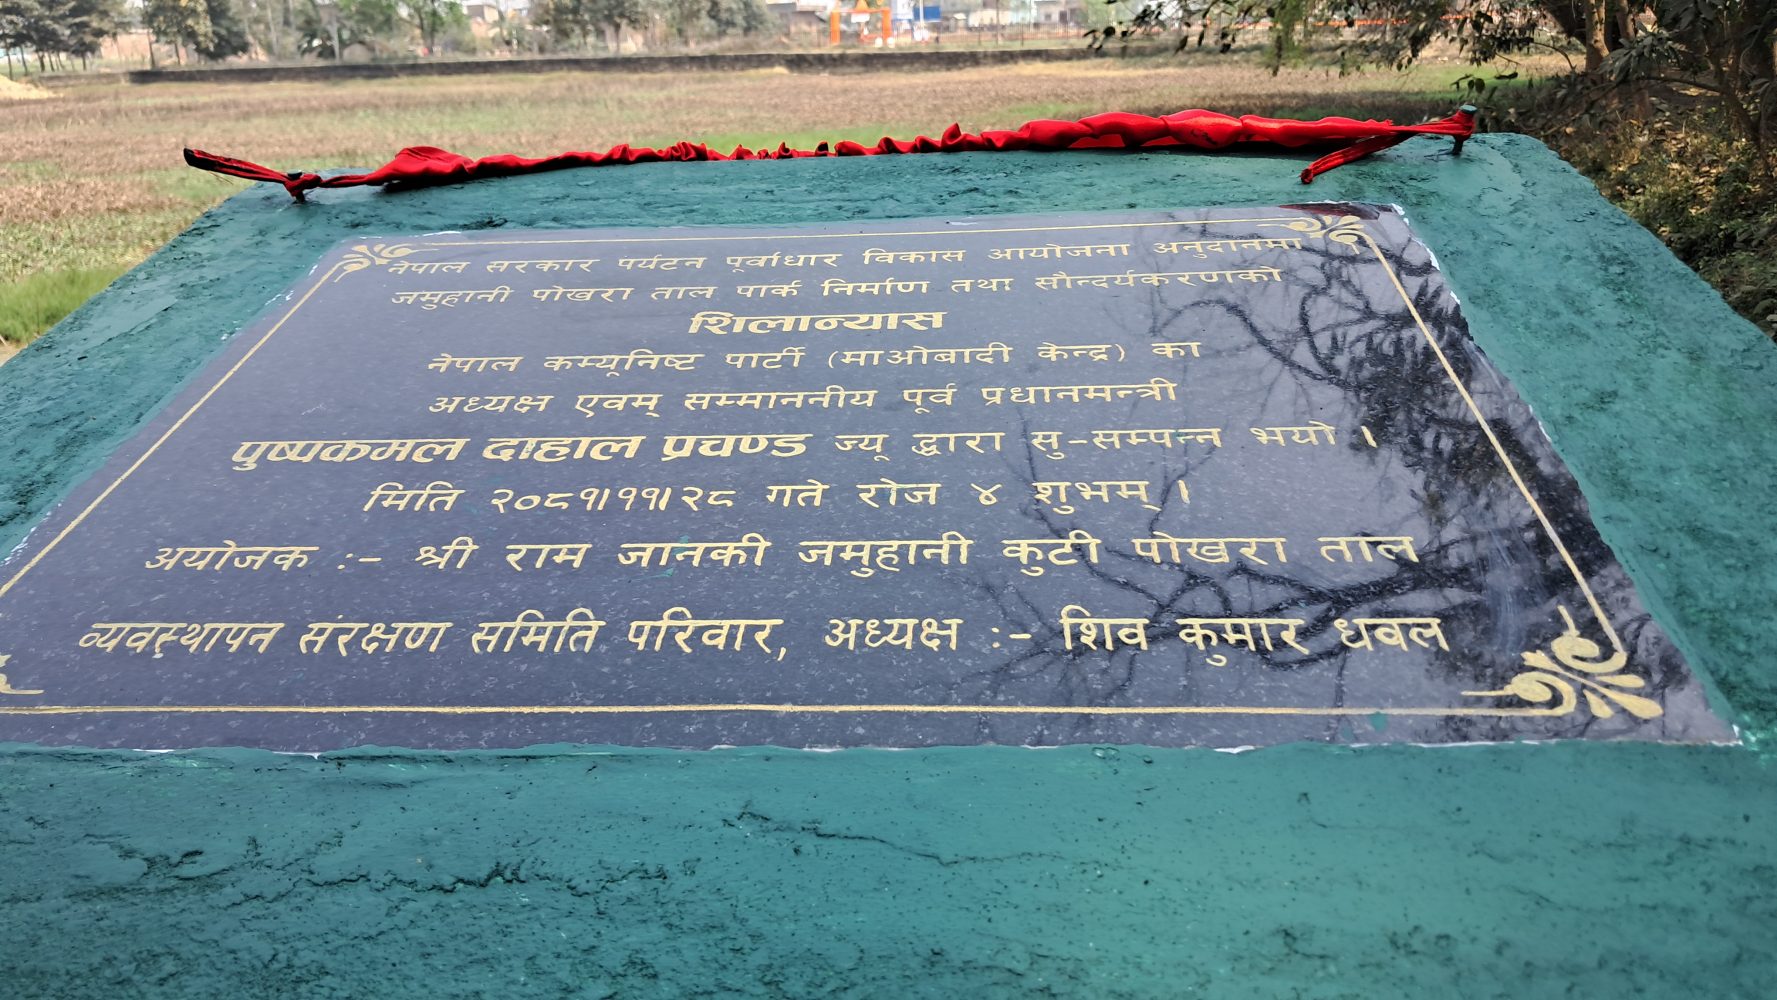 नेपाल सरकार पर्यटन पूर्वाधार विकास आयोजना अनुदानमा
जमुहानी पोखरा ताल पार्क निर्माण तथा सौन्दर्यकरणको
शिलान्यास
नेपाल कम्यूनिष्ट पार्टी (माओबादी केन्द्र) का
अध्यक्ष एवम् सम्माननीय पूर्व प्रधानमन्त्री
पुष्पकमल दाहाल प्रचण्ड ज्यू द्धारा सु-सम्पन्न भयो ।
मिति २०८१।११।२८ गते रोज ४ शुभम् ।
अयोजक :- श्री राम जानकी जमुहानी कुटी पोखरा ताल
व्यवस्थापन संरक्षण समिति परिवार, अध्यक्ष :- शिव कुमार धवल